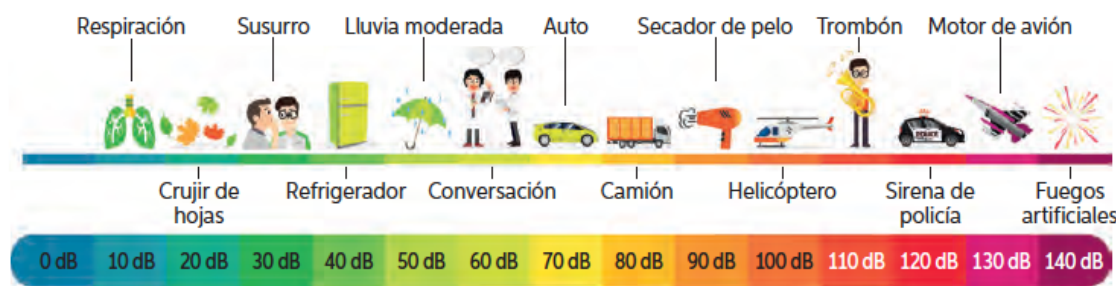 Respiración Susurro Lluvia moderada Auto Secador de pelo Trombón Motor de avión
POLICE
Crujir de hojas
Refrigerador
Conversación
Camión
Helicóptero
Sirena de policía
Fuegos artificiales
0 dB 10 dB 20 dB 30 dB 40 dB 50 dB 60 dB 70 dB 80 dB 90 dB 100 dB 110 dB 120 dB 130 dB 140 dB